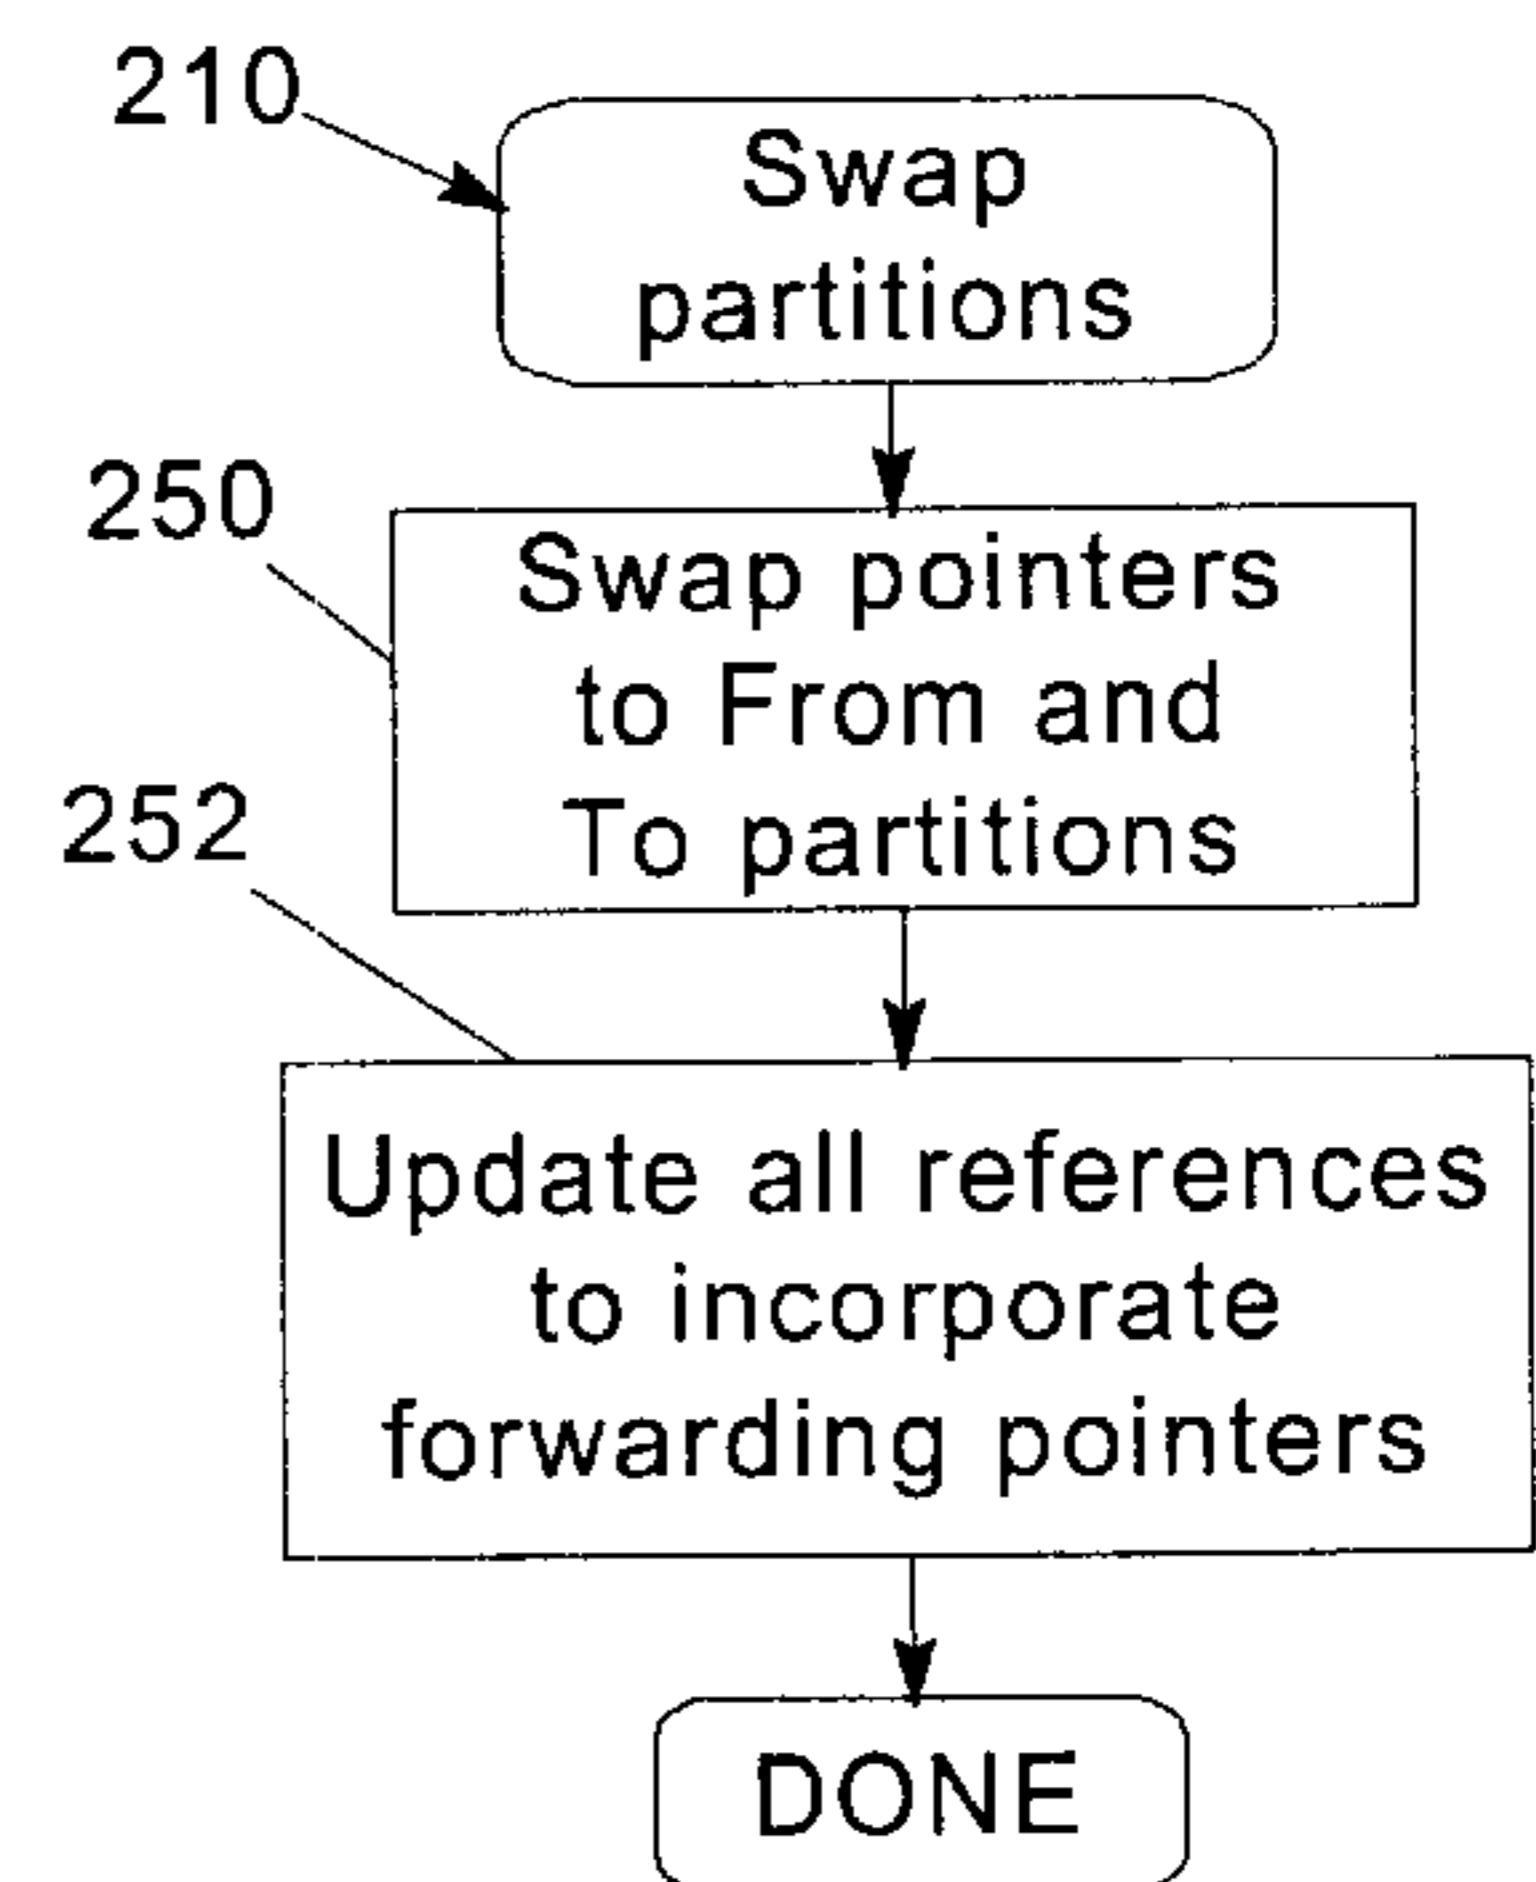 210
Swap
partitions
250
Swap pointers
to From and
To partitions
252
Update all references
to incorporate
forwarding pointers
DONE